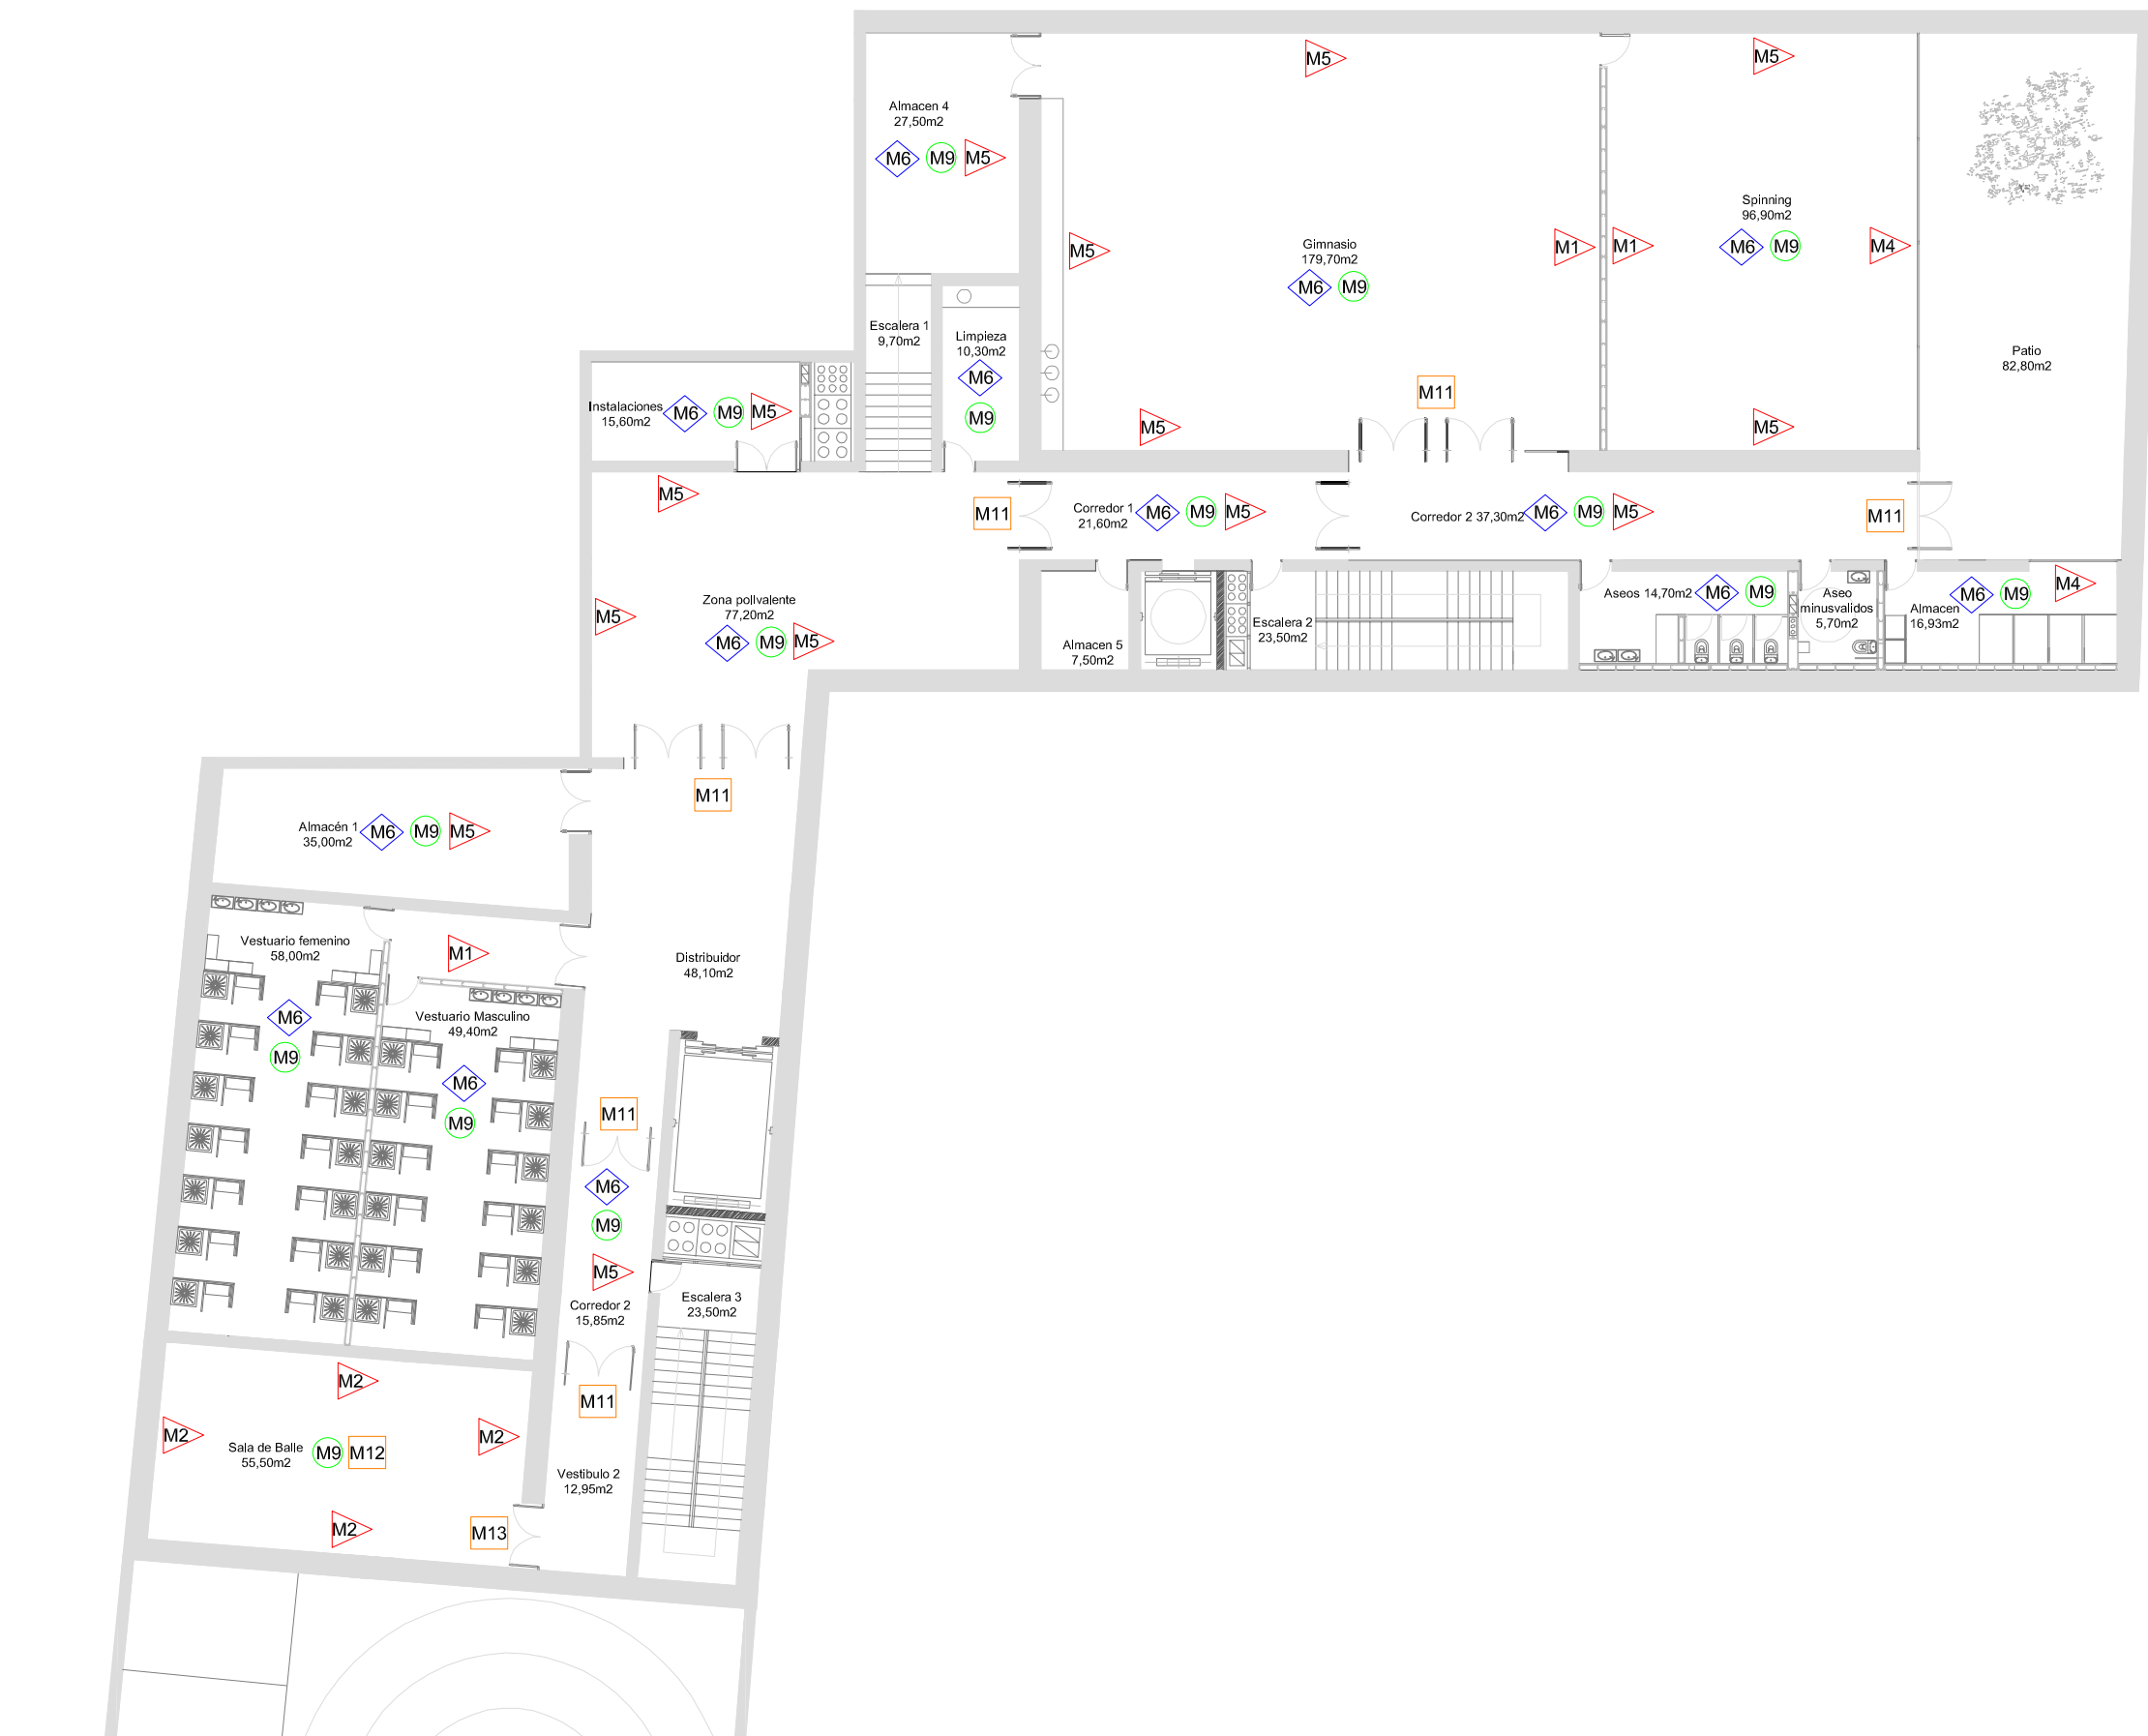 M5
M5
Almacen 4
27,50m2
M6 M9 M5
Spinning
96,90m2
M6 M9
M5
Gimnasio
179,70m2
M6 M9
M1
M1
M4
Escalera 1
9,70m2
Limpieza
10,30m2
M6
M9
Patio
82,80m2
Instalaciones
15,60m2
M6 M9 M5
M11
M5
M5
M5
M11
Corredor 1
21,60m2
M6 M9 M5
Corredor 2 37,30m2
M6 M9 M5
M11
M5
Zona polivalente
77,20m2
M6 M9 M5
Almacen 5
7,50m2
Escalera 2
23,50m2
Aseos 14,70m2
M6 M9
Aseo
minusvalidos
5,70m2
Almacen
16,93m2
M6 M9
M4
M11
Almacén 1
35,00m2
M6 M9 M5
Vestuario femenino
58,00m2
M6
M9
M1
Distribuidor
48,10m2
Vestuario Masculino
49,40m2
M6
M9
M11
M6
M9
M5
Corredor 2
15,85m2
Escalera 3
23,50m2
M11
M2
M2
M2
Sala de Baile
55,50m2
M9 M12
Vestibulo 2
12,95m2
M2
M13